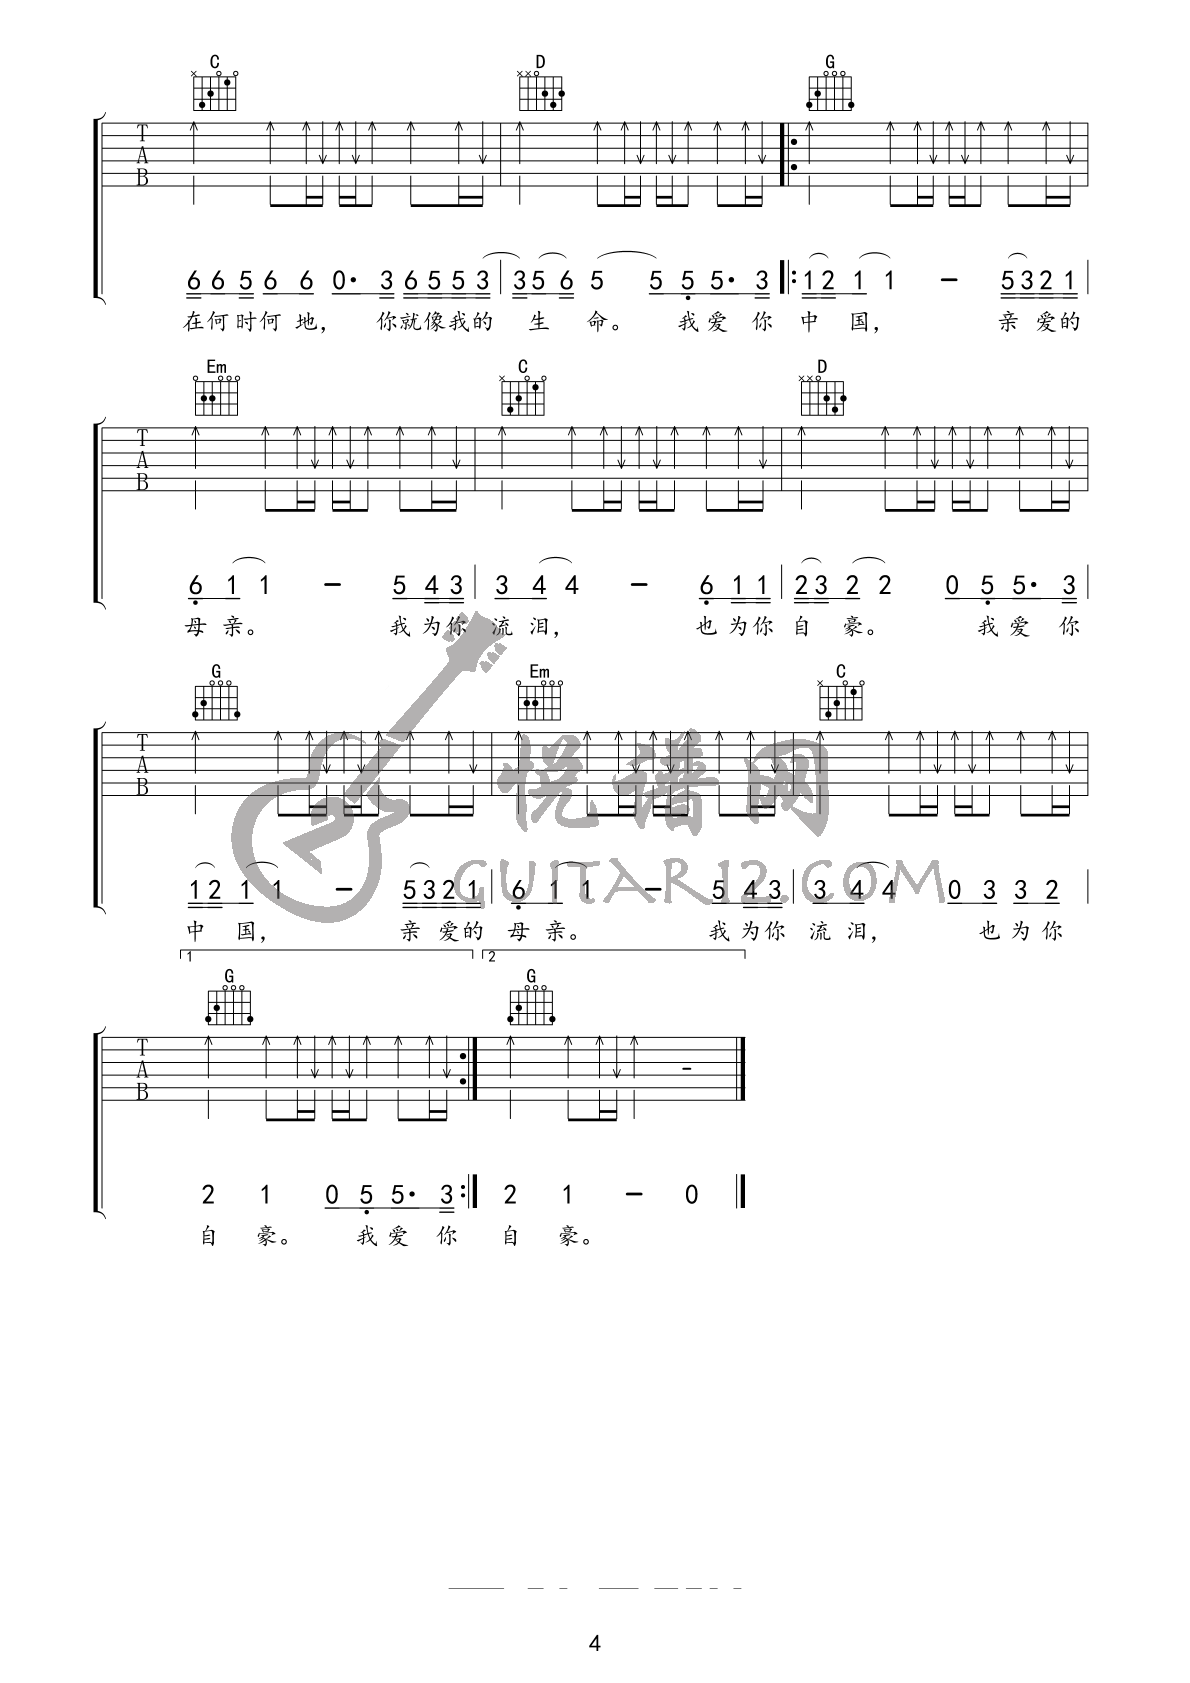 C D G
T
A
B
6 6 5 6 6 0· 3 6 5 5 3 | 3 5 6 5 5 5 5· 3 |: 1 2 1 1 – 5 3 2 1 |
在何时何地，你就像我的生命。我爱你中国，亲爱的
Em C D
T
A
B
6 1 1 – 5 4 3 | 3 4 4 – 6 1 1 | 2 3 2 2 0 5 5· 3 |
母亲。我为你流泪，也为你自豪。我爱你
G Em C
T
A
B
悦谱网
GUITAR12.COM
1 2 1 1 – 5 3 2 1 | 6 1 1 – 5 4 3 | 3 4 4 0 3 3 2 |
中国，亲爱的母亲。我为你流泪，也为你
1 2
G G
T
A
B
2 1 0 5 5· 3 :| 2 1 – 0 |
自豪。我爱你自豪。
4